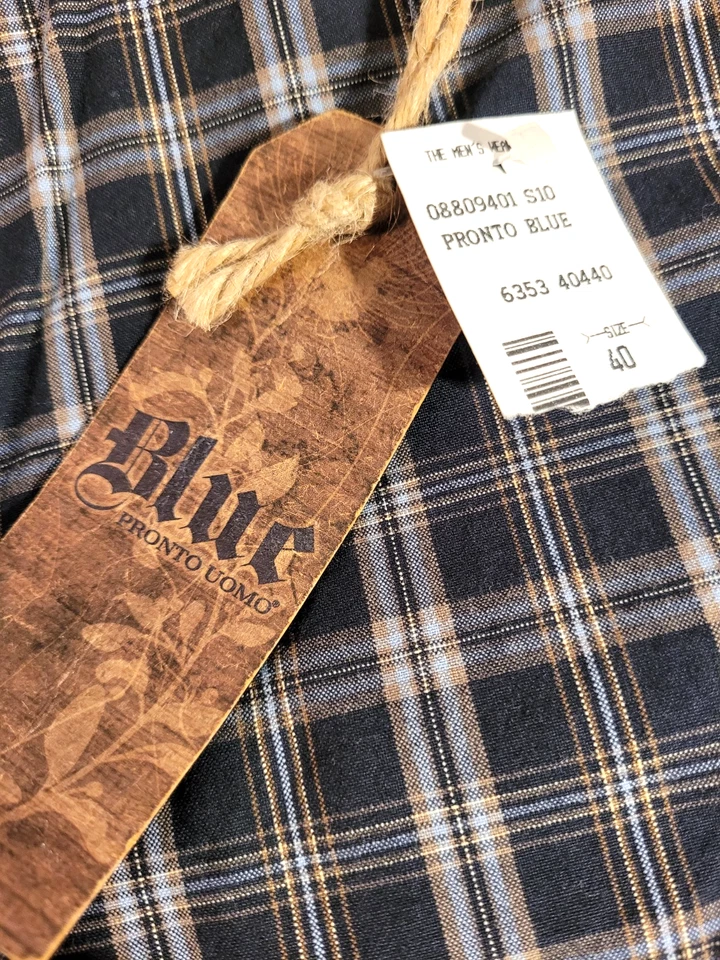 THE MEN'S
08809401 S10
PRONTO BLUE
6353 40440
SIZE
40
Blue
PRONTO UOMO®